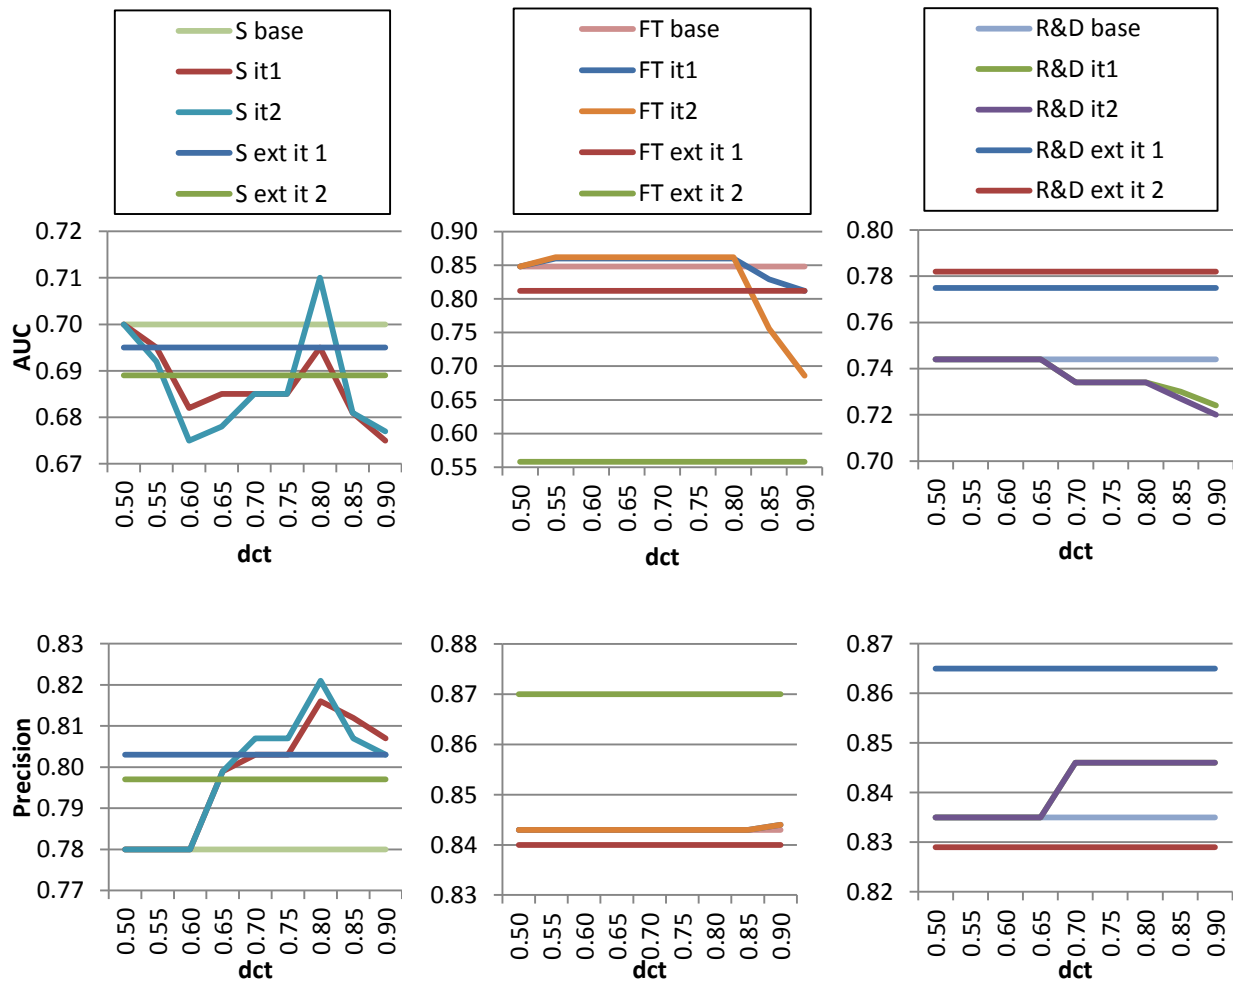 S base
S it1
S it2
S ext it 1
S ext it 2
FT base
FT it1
FT it2
FT ext it 1
FT ext it 2
R&D base
R&D it1
R&D it2
R&D ext it 1
R&D ext it 2
AUC
0.72
0.71
0.70
0.69
0.68
0.67
0.50 0.55 0.60 0.65 0.70 0.75 0.80 0.85 0.90
dct
0.90
0.85
0.80
0.75
0.70
0.65
0.60
0.55
0.50 0.55 0.60 0.65 0.70 0.75 0.80 0.85 0.90
dct
0.80
0.78
0.76
0.74
0.72
0.70
0.50 0.55 0.60 0.65 0.70 0.75 0.80 0.85 0.90
dct
Precision
0.83
0.82
0.81
0.80
0.79
0.78
0.77
0.50 0.55 0.60 0.65 0.70 0.75 0.80 0.85 0.90
dct
0.88
0.87
0.86
0.85
0.84
0.83
0.50 0.55 0.60 0.65 0.70 0.75 0.80 0.85 0.90
dct
0.87
0.86
0.85
0.84
0.83
0.82
0.50 0.55 0.60 0.65 0.70 0.75 0.80 0.85 0.90
dct